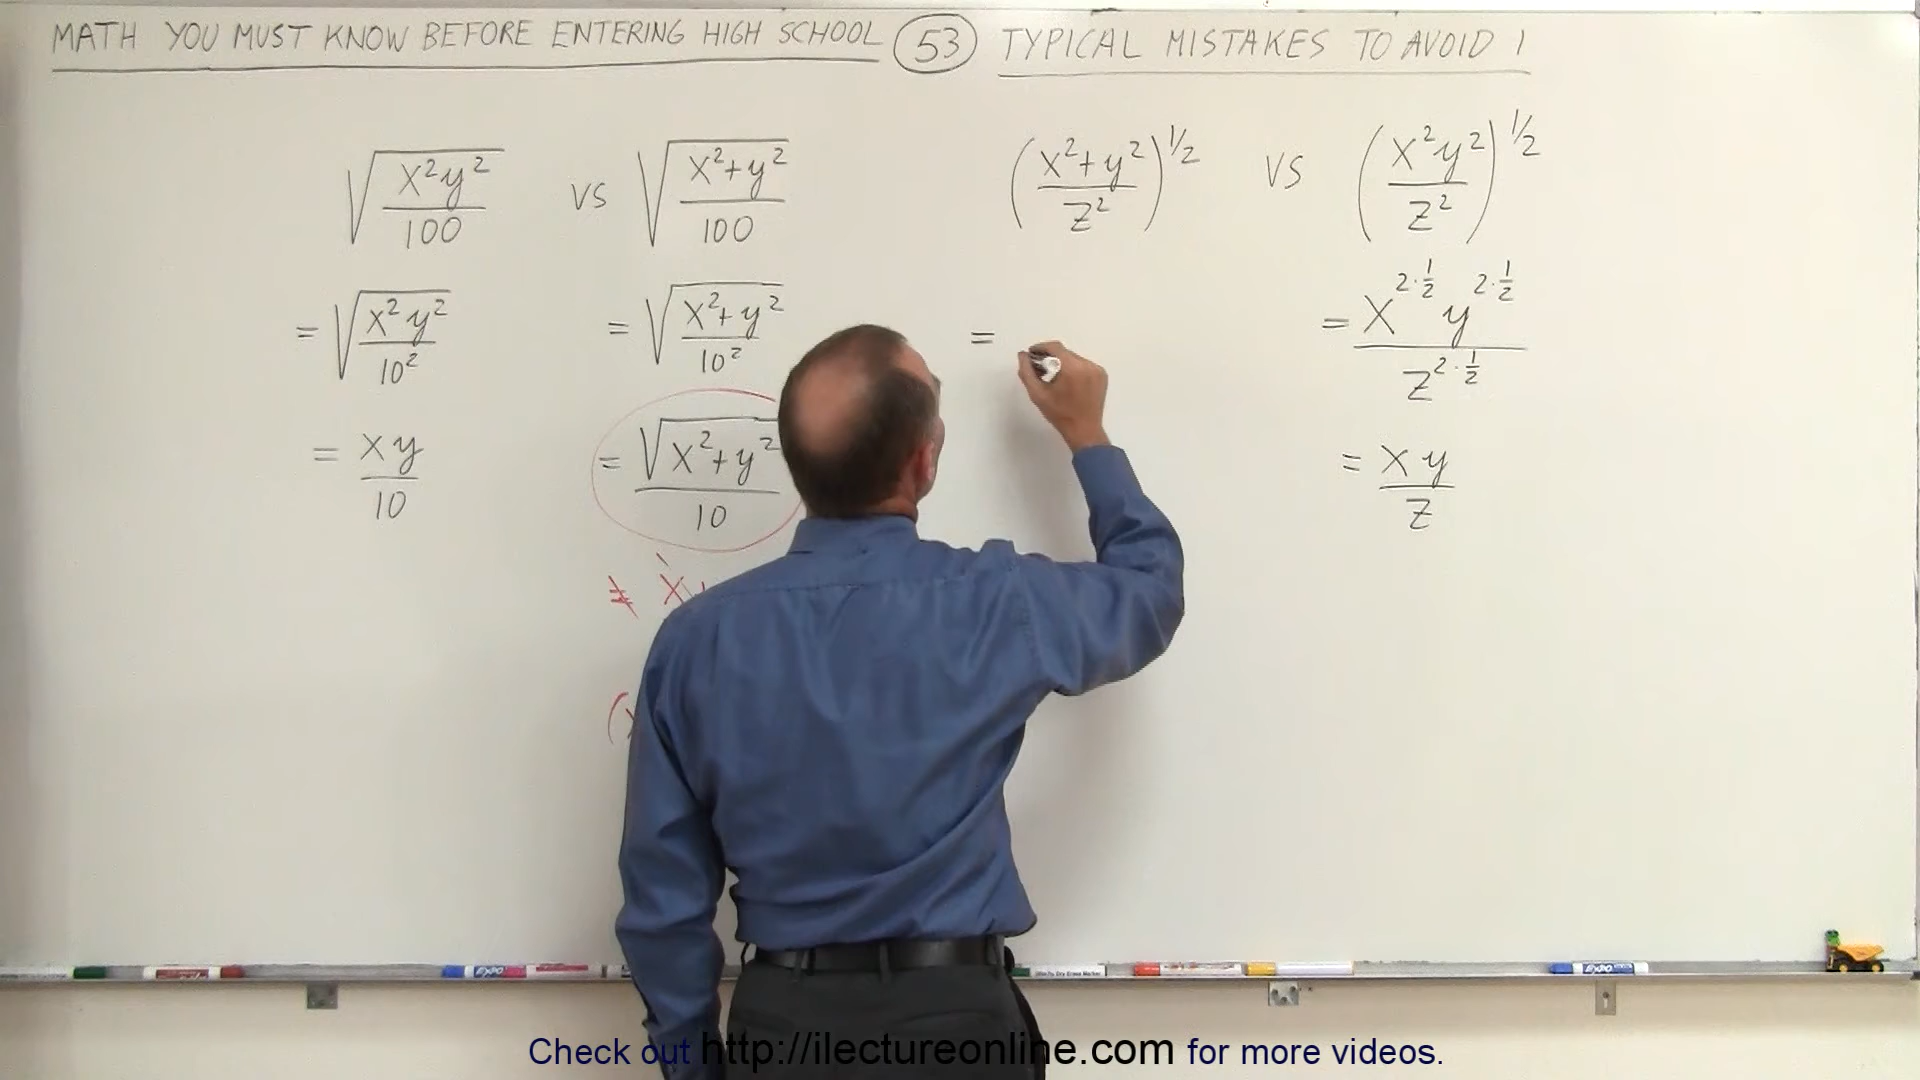 MATH YOU MUST KNOW BEFORE ENTERING HIGH SCHOOL (53) TYPICAL MISTAKES TO AVOID 1
√(x²y²/100) VS √(x²+y²/100) (x²+y²/z²)^1/2 VS (x²y²/z²)^1/2
= √(x²y²/10²) = √(x²+y²/10²) = = x^2·1/2 y^2·1/2 / z^2·1/2
= xy/10 = √(x²+y²)/10 = xy/z
≠ x
(
EXPO EXPO
Check out http://ilectureonline.com for more videos.